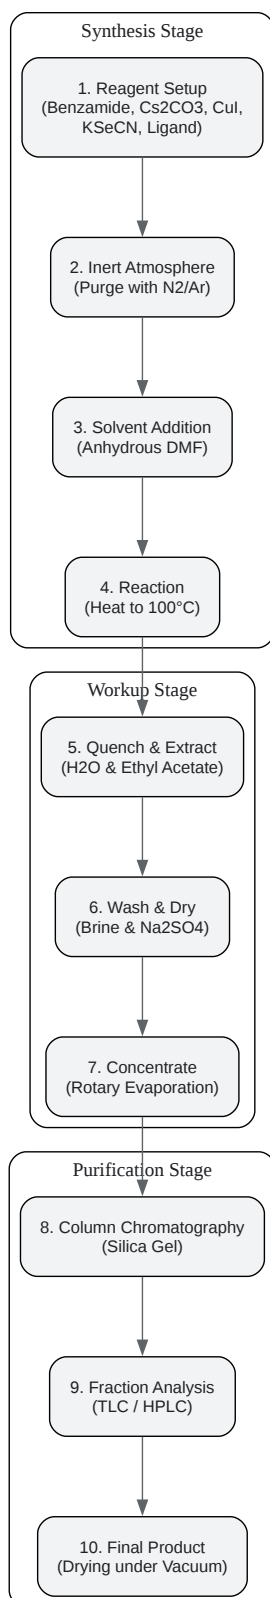 Synthesis Stage
1. Reagent Setup
(Benzamide, Cs2CO3, CuI,
KSeCN, Ligand)
2. Inert Atmosphere
(Purge with N2/Ar)
3. Solvent Addition
(Anhydrous DMF)
4. Reaction
(Heat to 100°C)
Workup Stage
5. Quench & Extract
(H2O & Ethyl Acetate)
6. Wash & Dry
(Brine & Na2SO4)
7. Concentrate
(Rotary Evaporation)
Purification Stage
8. Column Chromatography
(Silica Gel)
9. Fraction Analysis
(TLC / HPLC)
10. Final Product
(Drying under Vacuum)